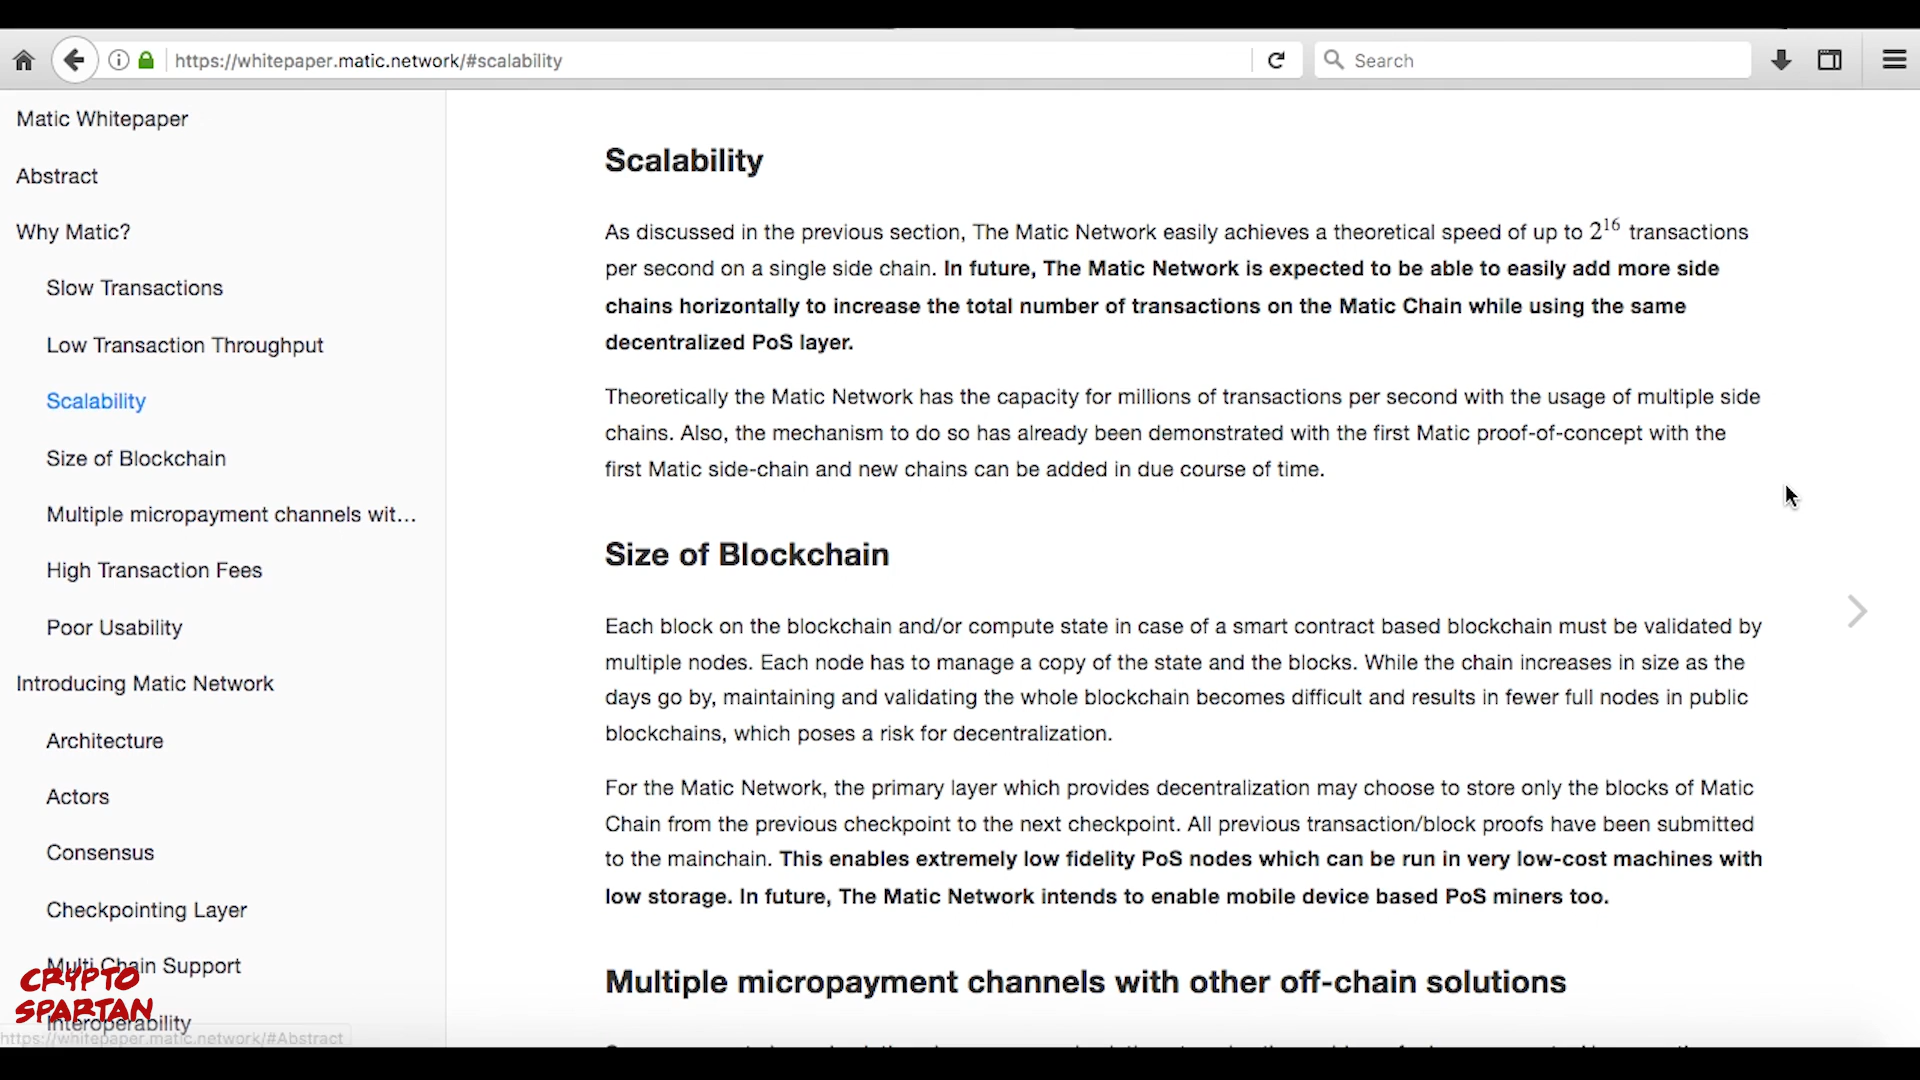 https://whitepaper.matic.network/#scalability
Search
Matic Whitepaper
Abstract
Why Matic?
Slow Transactions
Low Transaction Throughput
Scalability
Size of Blockchain
Multiple micropayment channels wit...
High Transaction Fees
Poor Usability
Introducing Matic Network
Architecture
Actors
Consensus
Checkpointing Layer
Multi Chain Support
Interoperability
CRYPTO
SPARTAN
https://whitepaper.matic.network/#Abstract
Scalability
As discussed in the previous section, The Matic Network easily achieves a theoretical speed of up to 2^16 transactions
per second on a single side chain. In future, The Matic Network is expected to be able to easily add more side
chains horizontally to increase the total number of transactions on the Matic Chain while using the same
decentralized PoS layer.
Theoretically the Matic Network has the capacity for millions of transactions per second with the usage of multiple side
chains. Also, the mechanism to do so has already been demonstrated with the first Matic proof-of-concept with the
first Matic side-chain and new chains can be added in due course of time.
Size of Blockchain
Each block on the blockchain and/or compute state in case of a smart contract based blockchain must be validated by
multiple nodes. Each node has to manage a copy of the state and the blocks. While the chain increases in size as the
days go by, maintaining and validating the whole blockchain becomes difficult and results in fewer full nodes in public
blockchains, which poses a risk for decentralization.
For the Matic Network, the primary layer which provides decentralization may choose to store only the blocks of Matic
Chain from the previous checkpoint to the next checkpoint. All previous transaction/block proofs have been submitted
to the mainchain. This enables extremely low fidelity PoS nodes which can be run in very low-cost machines with
low storage. In future, The Matic Network intends to enable mobile device based PoS miners too.
Multiple micropayment channels with other off-chain solutions